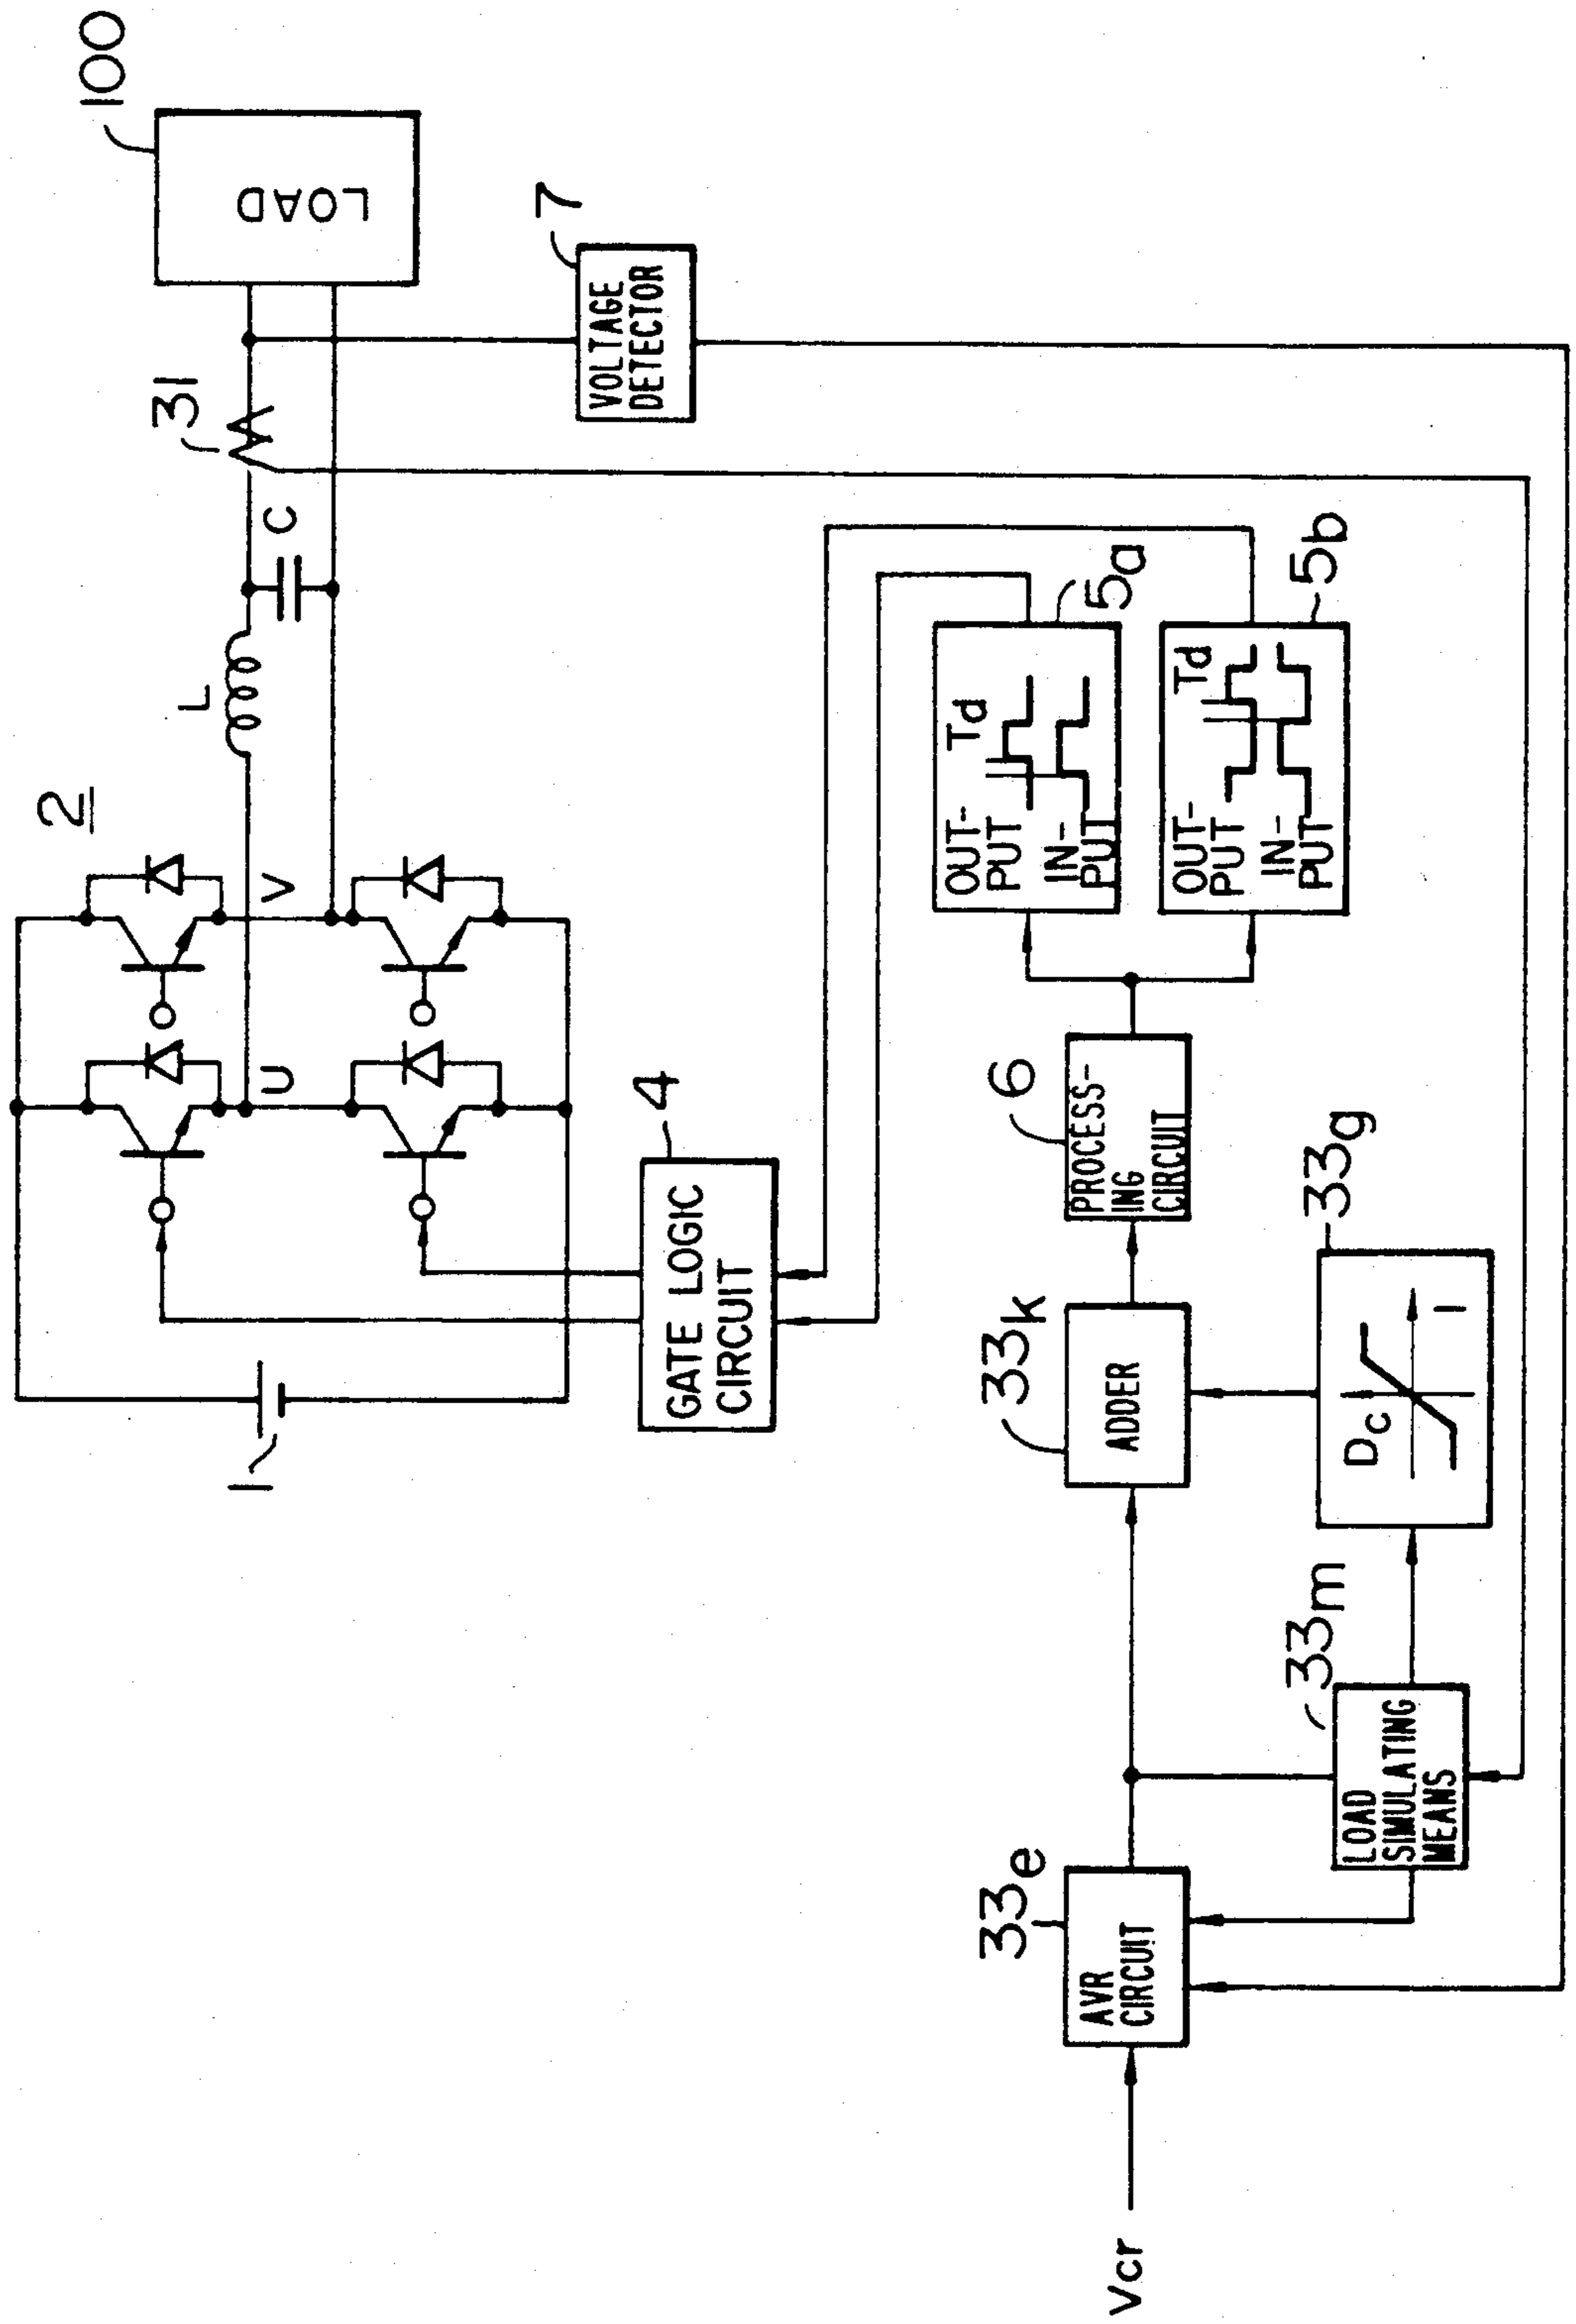 100
LOAD
7
VOLTAGE
DETECTOR
31
C
L
2
V
U
1
4
GATE LOGIC
CIRCUIT
5a
OUT-
PUT
Td
IN-
PUT
5b
OUT-
PUT
Td
IN-
PUT
6
PROCESS-
ING
CIRCUIT
33k
ADDER
33g
Dc
I
33m
LOAD
SIMULATING
MEANS
33e
AVR
CIRCUIT
Vcr